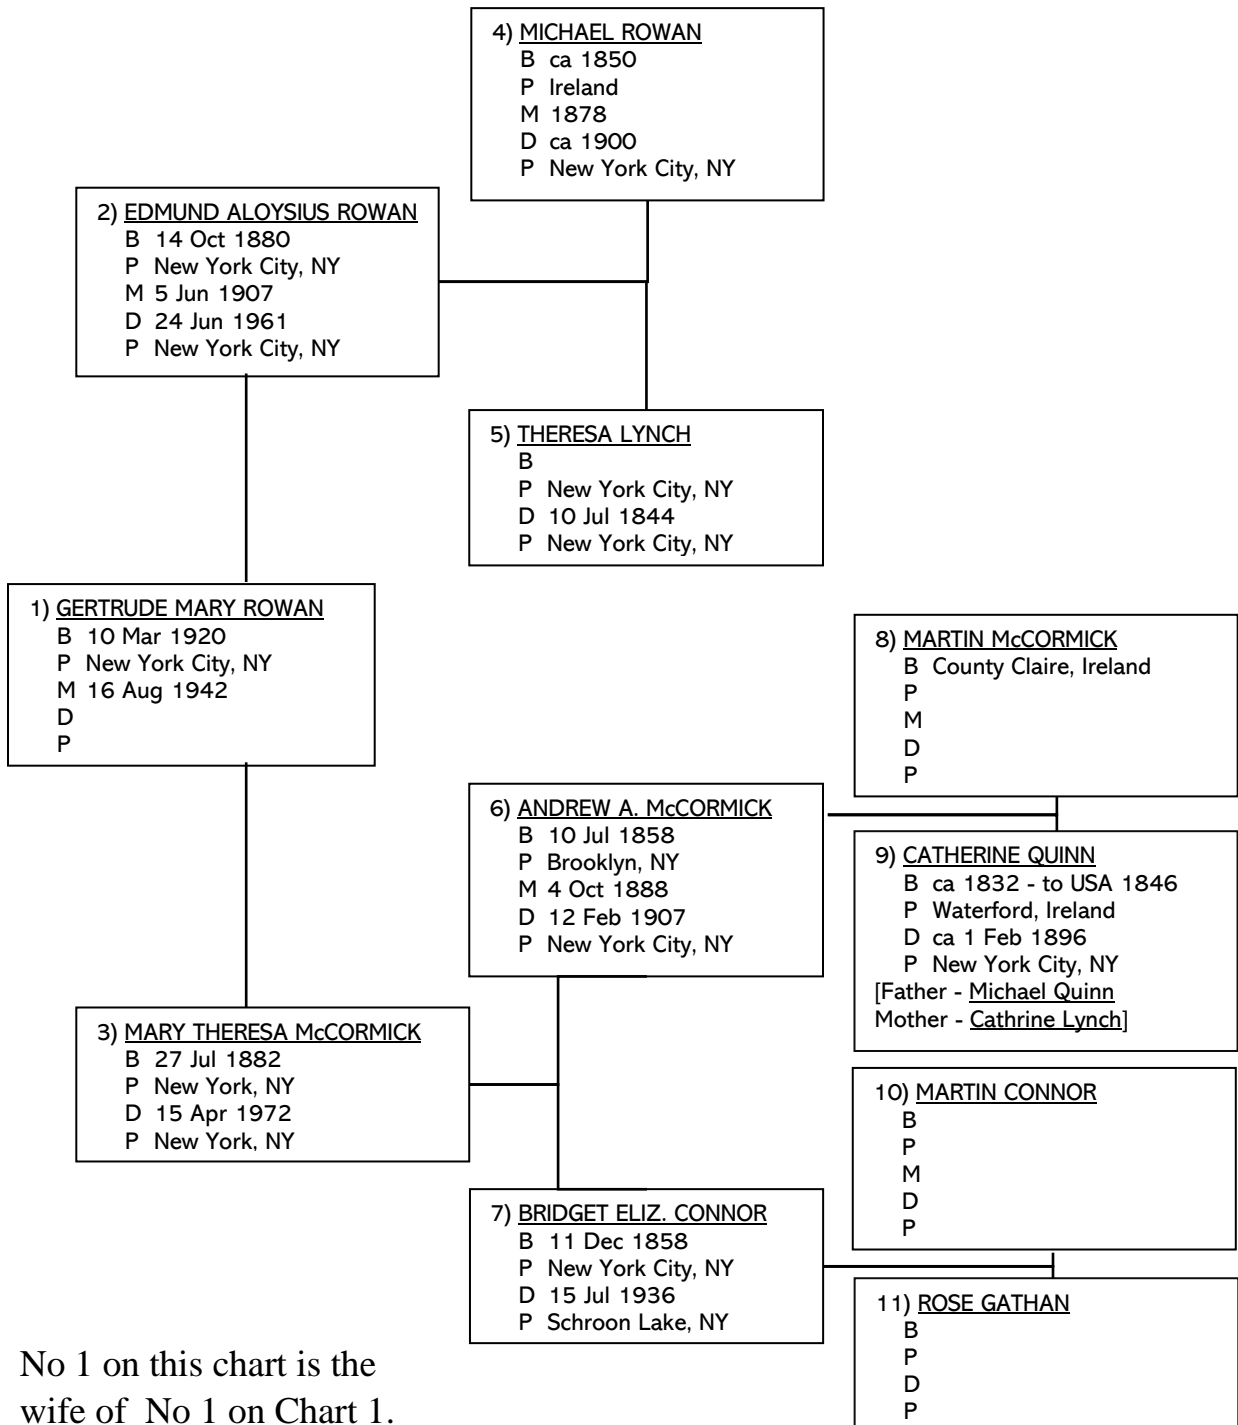 4) MICHAEL ROWAN
B ca 1850
P Ireland
M 1878
D ca 1900
P New York City, NY
2) EDMUND ALOYSIUS ROWAN
B 14 Oct 1880
P New York City, NY
M 5 Jun 1907
D 24 Jun 1961
P New York City, NY
5) THERESA LYNCH
B
P New York City, NY
D 10 Jul 1844
P New York City, NY
1) GERTRUDE MARY ROWAN
B 10 Mar 1920
P New York City, NY
M 16 Aug 1942
D
P
8) MARTIN McCORMICK
B County Claire, Ireland
P
M
D
P
6) ANDREW A. McCORMICK
B 10 Jul 1858
P Brooklyn, NY
M 4 Oct 1888
D 12 Feb 1907
P New York City, NY
9) CATHERINE QUINN
B ca 1832 - to USA 1846
P Waterford, Ireland
D ca 1 Feb 1896
P New York City, NY
[Father - Michael Quinn
Mother - Cathrine Lynch]
3) MARY THERESA McCORMICK
B 27 Jul 1882
P New York, NY
D 15 Apr 1972
P New York, NY
10) MARTIN CONNOR
B
P
M
D
P
7) BRIDGET ELIZ. CONNOR
B 11 Dec 1858
P New York City, NY
D 15 Jul 1936
P Schroon Lake, NY
11) ROSE GATHAN
B
P
D
P
No 1 on this chart is the
wife of No 1 on Chart 1.